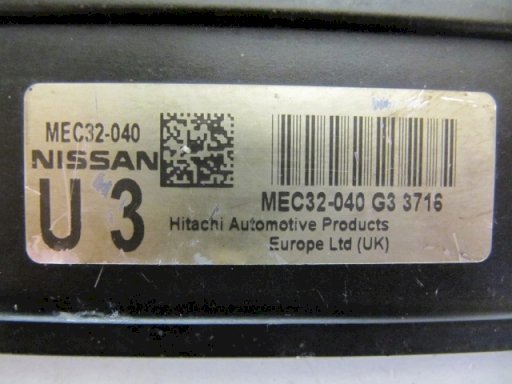 MEC32-040
NISSAN
U 3
MEC32-040 G3 3716
Hitachi Automotive Products
Europe Ltd (UK)